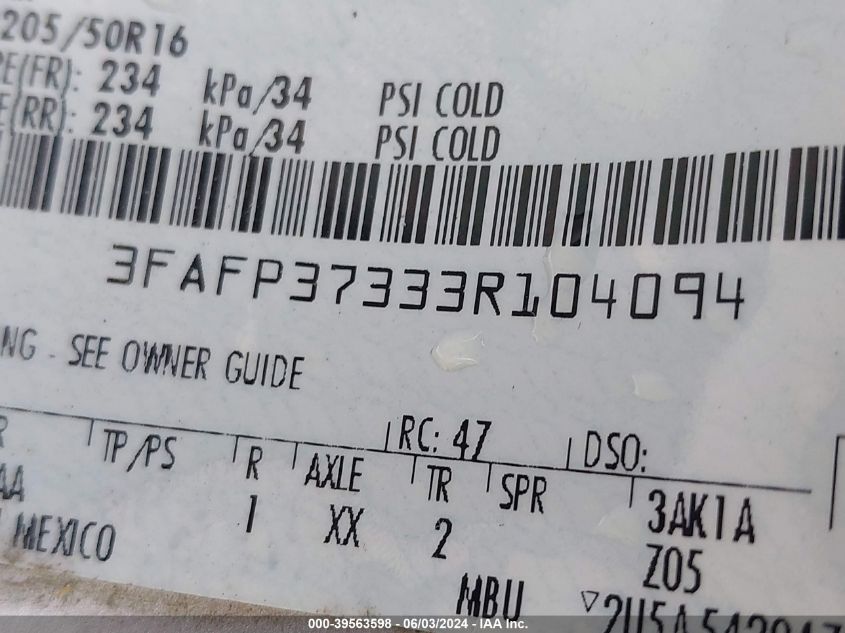 205/50R16
(FR): 234 kPa/34 PSI COLD
(RR): 234 kPa/34 PSI COLD
3FAFP37333R104094
NG - SEE OWNER GUIDE
RC: 47 DSO:
R TP/PS R AXLE TR SPR 3AK1A
AA 1 XX 2 Z05
MEXICO
MBU
000-39563598 - 06/03/2024 - IAA Inc.